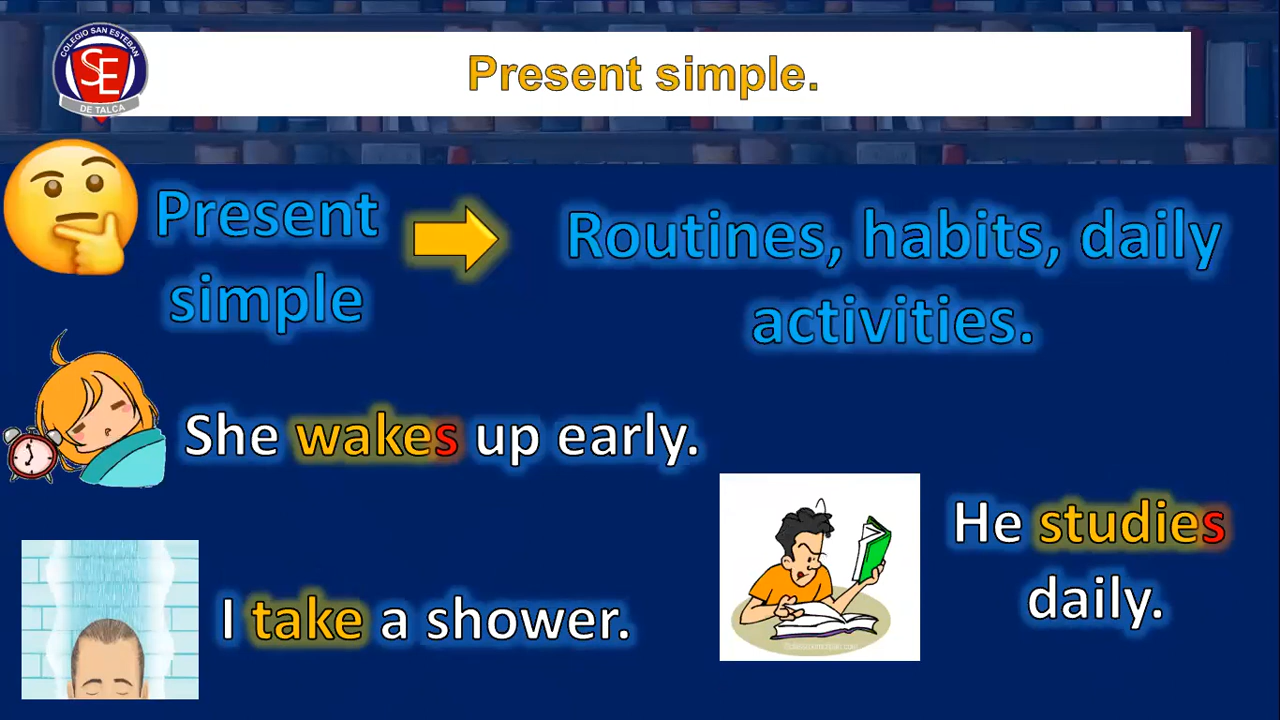 COLEGIO SAN ESTEBAN
SE
DE TALCA
Present simple.
Present
simple
Routines, habits, daily
activities.
She wakes up early.
He studies
daily.
I take a shower.